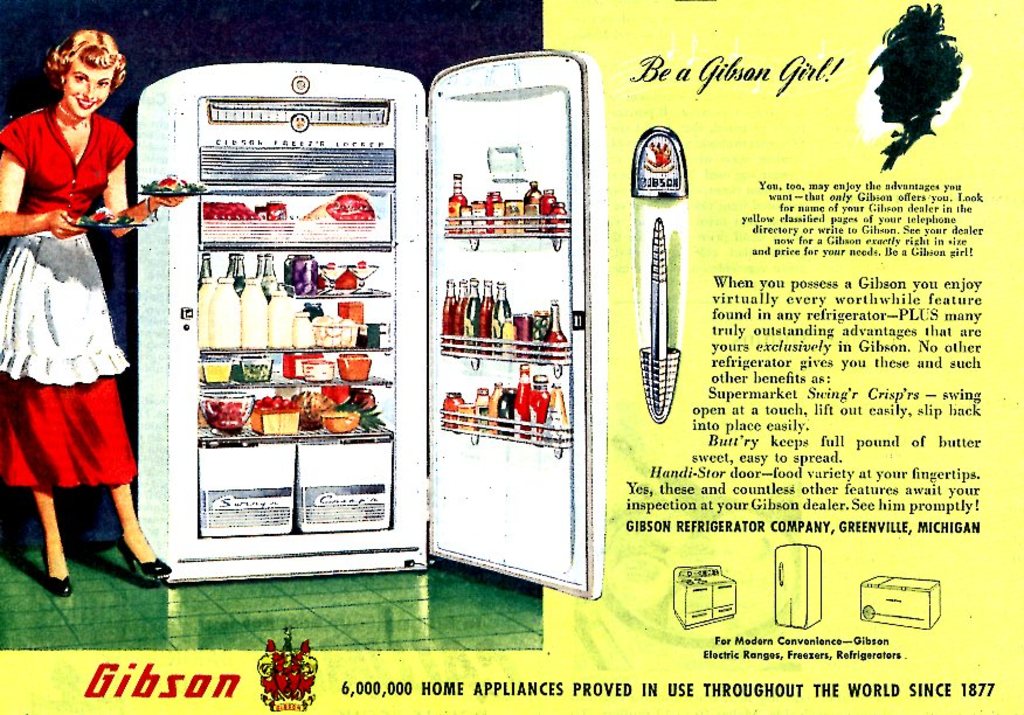 Be a Gibson Girl!
GIBSON
You, too, may enjoy the advantages you
want—that only Gibson offers you. Look
for name of your Gibson dealer in the
yellow classified pages of your telephone
directory or write to Gibson. See your dealer
now for a Gibson exactly right in size
and price for your needs. Be a Gibson girl!
When you possess a Gibson you enjoy
virtually every worthwhile feature
found in any refrigerator—PLUS many
truly outstanding advantages that are
yours exclusively in Gibson. No other
refrigerator gives you these and such
other benefits as:
Supermarket Swing'r Crisp'rs — swing
open at a touch, lift out easily, slip back
into place easily.
Butt'ry keeps full pound of butter
sweet, easy to spread.
Handi-Stor door—food variety at your fingertips.
Yes, these and countless other features await your
inspection at your Gibson dealer. See him promptly!
GIBSON REFRIGERATOR COMPANY, GREENVILLE, MICHIGAN
For Modern Convenience—Gibson
Electric Ranges, Freezers, Refrigerators
GIBSON FREEZ'R LOCKER
Swing'r Crisp'r
Gibson
6,000,000 HOME APPLIANCES PROVED IN USE THROUGHOUT THE WORLD SINCE 1877